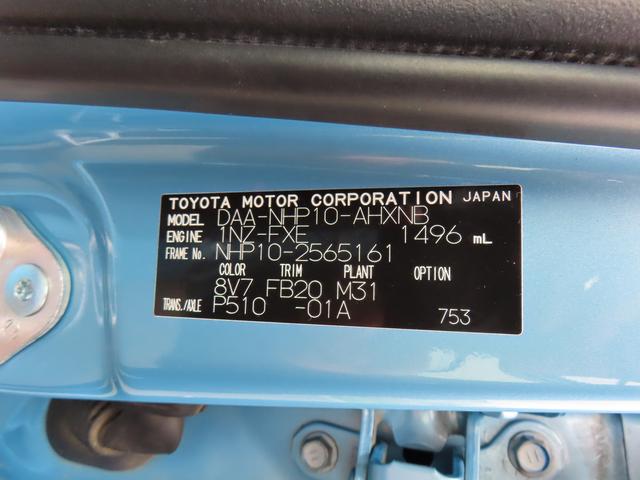 TOYOTA MOTOR CORPORATION JAPAN
MODEL DAA-NHP10-AHXNB
ENGINE 1NZ-FXE 1496 mL
FRAME No. NHP10-2565161
COLOR TRIM PLANT OPTION
8V7 FB20 M31
TRANS./AXLE P510 -01A 753